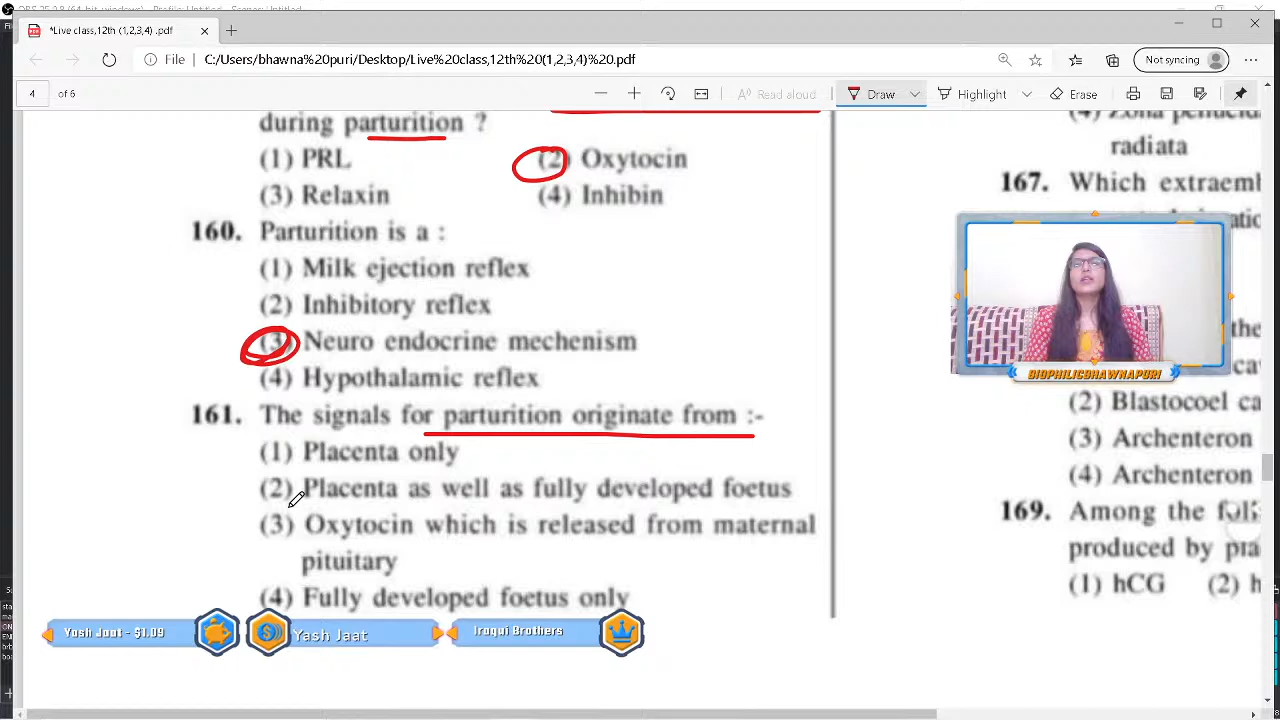 *Live class,12th (1,2,3,4) .pdf
File
C:/Users/bhawna%20puri/Desktop/Live%20class,12th%20(1,2,3,4)%20.pdf
Not syncing
4 of 6
Read aloud
Draw
Highlight
Erase
during parturition ?
(1) PRL (2) Oxytocin
(3) Relaxin (4) Inhibin
160. Parturition is a :
(1) Milk ejection reflex
(2) Inhibitory reflex
(3) Neuro endocrine mechenism
(4) Hypothalamic reflex
161. The signals for parturition originate from :-
(1) Placenta only
(2) Placenta as well as fully developed foetus
(3) Oxytocin which is released from maternal
pituitary
(4) Fully developed foetus only
radiata
167. Which extraemb
BIOPHILICBHAWNAPURI
(2) Blastocoel ca
(3) Archenteron
(4) Archenteron
169. Among the
produced by
(1) hCG (2) h
Yash Jaat - $1.09
Yash Jaat
Iraqui Brothers